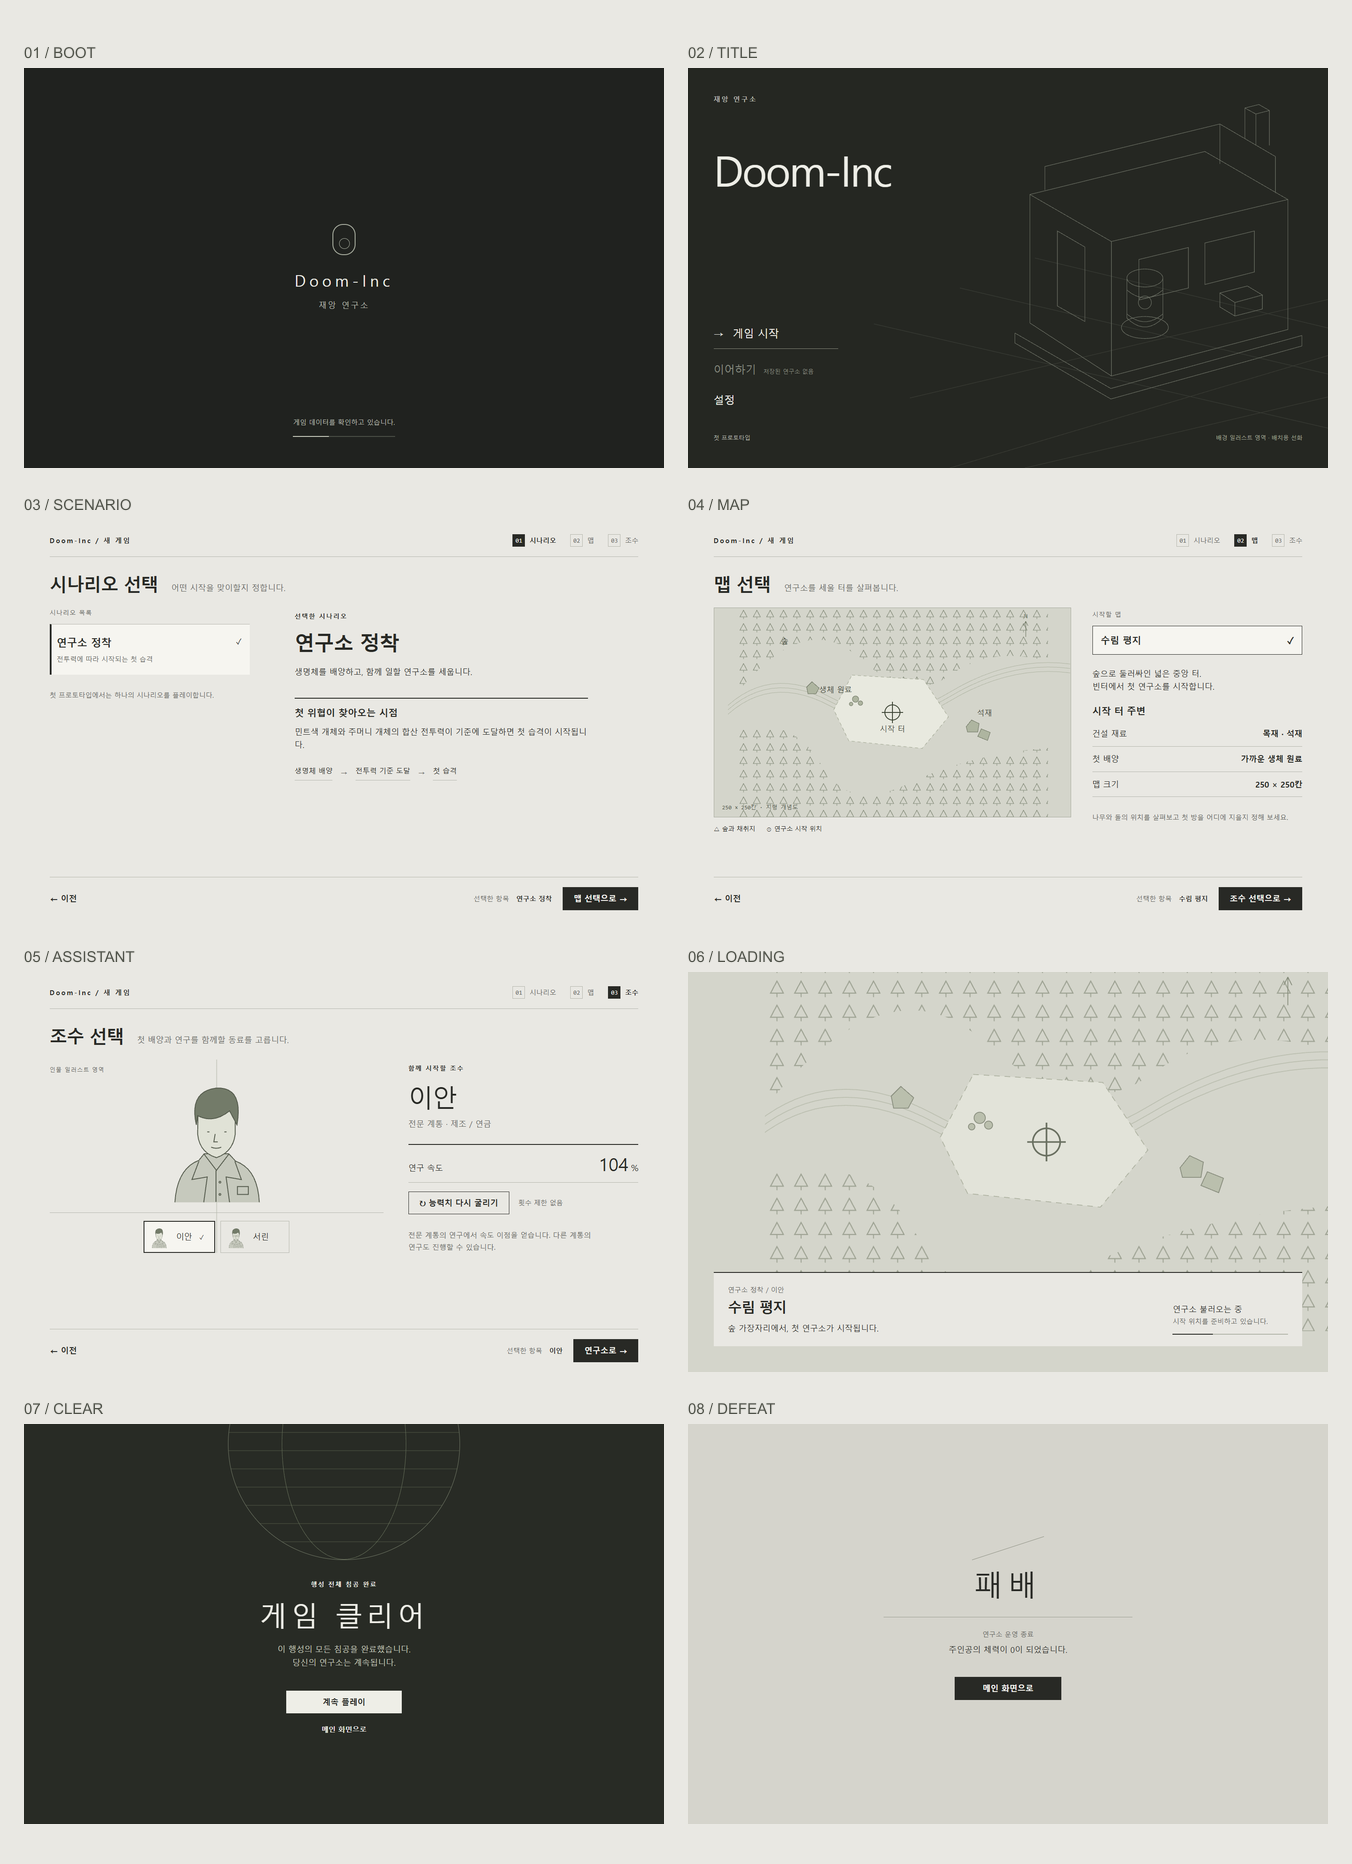 01 / BOOT
Doom-Inc
재앙 연구소
게임 데이터를 확인하고 있습니다.
02 / TITLE
재앙 연구소
Doom-Inc
→ 게임 시작
이어하기 저장된 연구소 없음
설정
첫 프로토타입
배경 일러스트 영역 · 배치용 선화
03 / SCENARIO
Doom-Inc / 새 게임
01 시나리오 02 맵 03 조수
시나리오 선택 어떤 시작을 맞이할지 정합니다.
시나리오 목록
연구소 정착 ✓
전투력에 따라 시작되는 첫 습격
첫 프로토타입에서는 하나의 시나리오를 플레이합니다.
선택한 시나리오
연구소 정착
생명체를 배양하고, 함께 일할 연구소를 세웁니다.
첫 위협이 찾아오는 시점
민트색 개체와 주머니 개체의 합산 전투력이 기준에 도달하면 첫 습격이 시작됩니
다.
생명체 배양 → 전투력 기준 도달 → 첫 습격
← 이전
선택한 항목 연구소 정착 맵 선택으로 →
04 / MAP
Doom-Inc / 새 게임
01 시나리오 02 맵 03 조수
맵 선택 연구소를 세울 터를 살펴봅니다.
숲
생체 원료
시작 터
석재
250 × 250칸 · 지형 개념도
△ 숲과 채취지 ◎ 연구소 시작 위치
시작할 맵
수림 평지 ✓
숲으로 둘러싸인 넓은 중앙 터.
빈터에서 첫 연구소를 시작합니다.
시작 터 주변
건설 재료 목재 · 석재
첫 배양 가까운 생체 원료
맵 크기 250 × 250칸
나무와 돌의 위치를 살펴보고 첫 방을 어디에 지을지 정해 보세요.
← 이전
선택한 항목 수림 평지 조수 선택으로 →
05 / ASSISTANT
Doom-Inc / 새 게임
01 시나리오 02 맵 03 조수
조수 선택 첫 배양과 연구를 함께할 동료를 고릅니다.
인물 일러스트 영역
이안 ✓
서린
함께 시작할 조수
이안
전문 계통 · 제조 / 연금
연구 속도 104 %
↻ 능력치 다시 굴리기 횟수 제한 없음
전문 계통의 연구에서 속도 이점을 얻습니다. 다른 계통의
연구도 진행할 수 있습니다.
← 이전
선택한 항목 이안 연구소로 →
06 / LOADING
연구소 정착 / 이안
수림 평지
숲 가장자리에서, 첫 연구소가 시작됩니다.
연구소 불러오는 중
시작 위치를 준비하고 있습니다.
07 / CLEAR
행성 전체 침공 완료
게임 클리어
이 행성의 모든 침공을 완료했습니다.
당신의 연구소는 계속됩니다.
계속 플레이
메인 화면으로
08 / DEFEAT
패배
연구소 운영 종료
주인공의 체력이 0이 되었습니다.
메인 화면으로